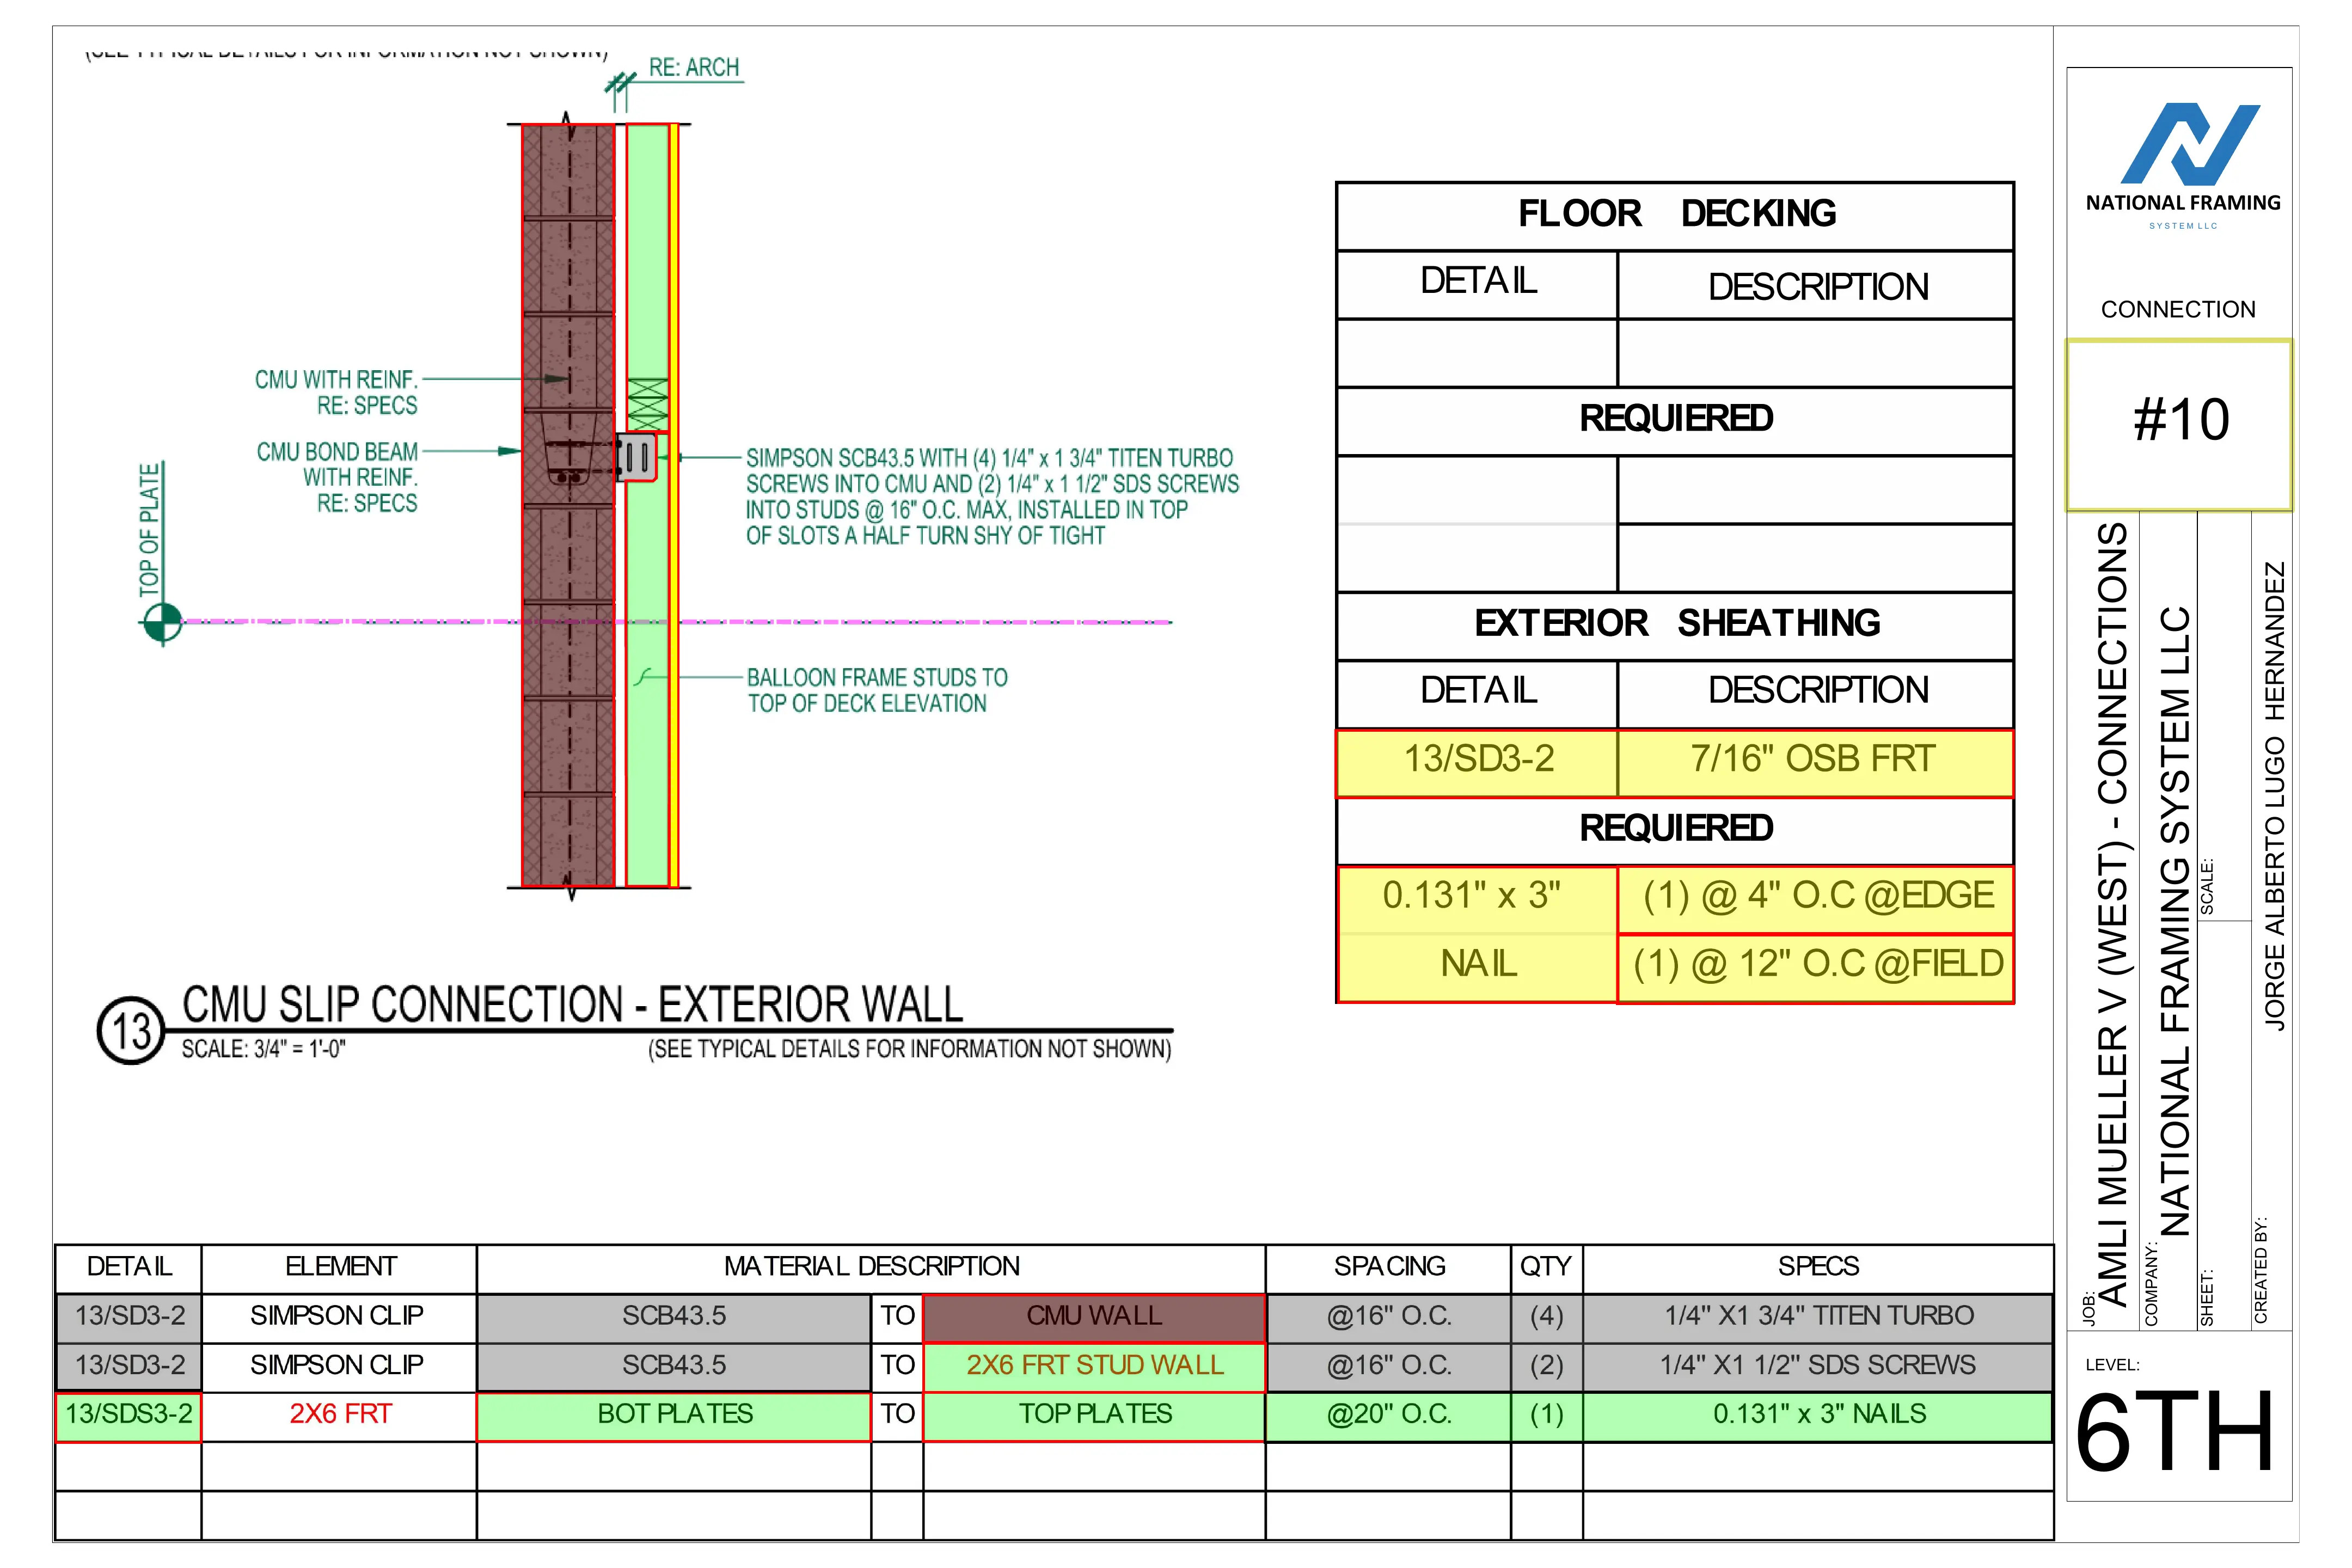 (SEE TYPICAL DETAILS FOR INFORMATION NOT SHOWN)
RE: ARCH
CMU WITH REINF.
RE: SPECS
CMU BOND BEAM
WITH REINF.
RE: SPECS
TOP OF PLATE
SIMPSON SCB43.5 WITH (4) 1/4" x 1 3/4" TITEN TURBO
SCREWS INTO CMU AND (2) 1/4" x 1 1/2" SDS SCREWS
INTO STUDS @ 16" O.C. MAX, INSTALLED IN TOP
OF SLOTS A HALF TURN SHY OF TIGHT
BALLOON FRAME STUDS TO
TOP OF DECK ELEVATION
13
CMU SLIP CONNECTION - EXTERIOR WALL
SCALE: 3/4" = 1'-0"
(SEE TYPICAL DETAILS FOR INFORMATION NOT SHOWN)
FLOOR DECKING
DETAIL DESCRIPTION
REQUIERED
EXTERIOR SHEATHING
DETAIL DESCRIPTION
13/SD3-2 7/16" OSB FRT
REQUIERED
0.131" x 3" (1) @ 4" O.C @EDGE
NAIL (1) @ 12" O.C @FIELD
DETAIL ELEMENT MATERIAL DESCRIPTION SPACING QTY SPECS
13/SD3-2 SIMPSON CLIP SCB43.5 TO CMU WALL @16" O.C. (4) 1/4" X1 3/4" TITEN TURBO
13/SD3-2 SIMPSON CLIP SCB43.5 TO 2X6 FRT STUD WALL @16" O.C. (2) 1/4" X1 1/2" SDS SCREWS
13/SDS3-2 2X6 FRT BOT PLATES TO TOP PLATES @20" O.C. (1) 0.131" x 3" NAILS
NATIONAL FRAMING
SYSTEM LLC
CONNECTION
#10
JOB:
AMLI MUELLER V (WEST) - CONNECTIONS
COMPANY:
NATIONAL FRAMING SYSTEM LLC
SCALE:
SHEET:
CREATED BY:
JORGE ALBERTO LUGO HERNANDEZ
LEVEL:
6TH